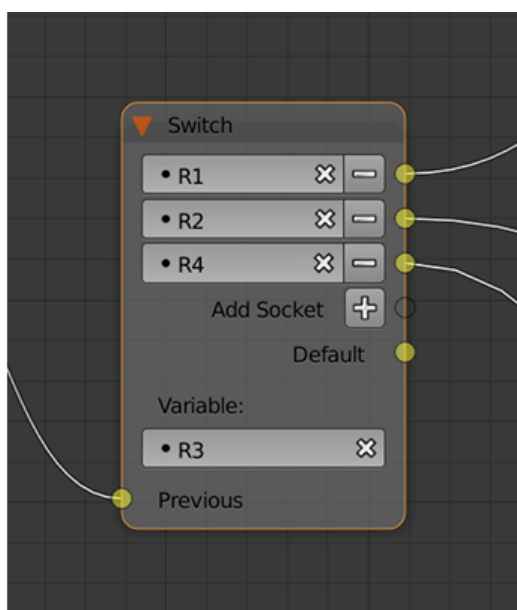 Switch
• R1
• R2
• R4
Add Socket
Default
Variable:
• R3
Previous